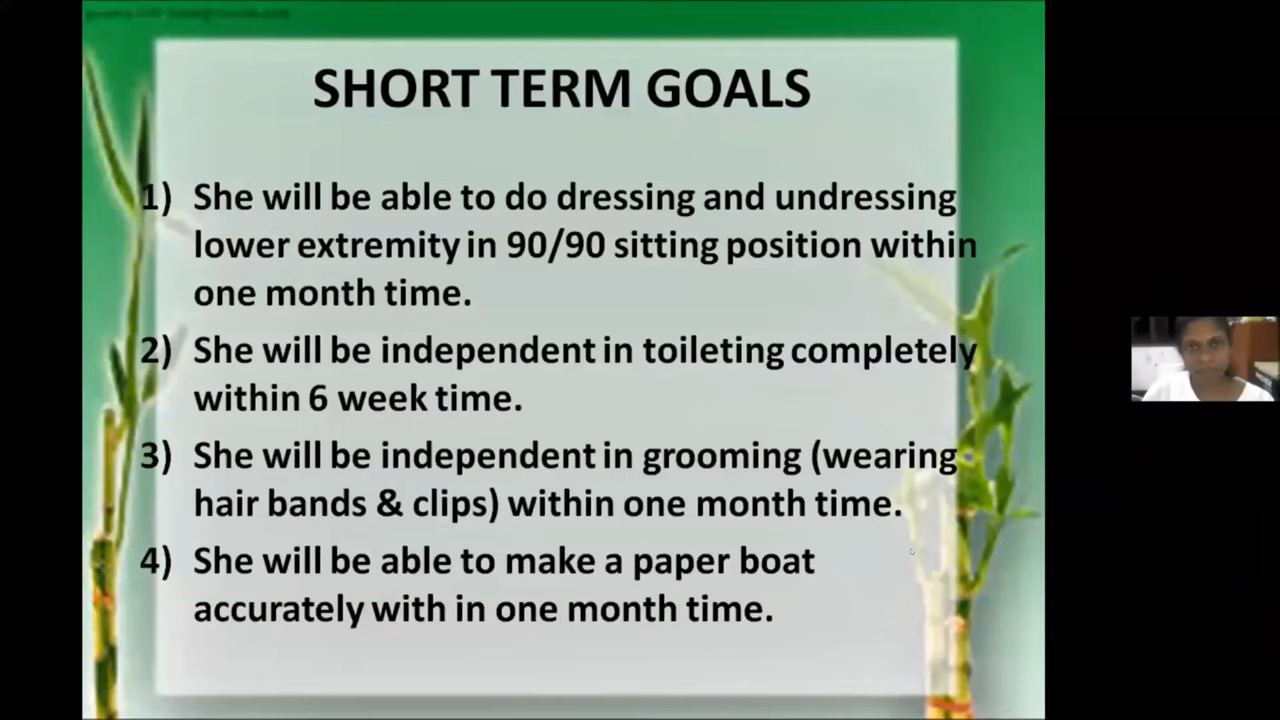 SHORT TERM GOALS
1) She will be able to do dressing and undressing
lower extremity in 90/90 sitting position within
one month time.
2) She will be independent in toileting completely
within 6 week time.
3) She will be independent in grooming (wearing
hair bands & clips) within one month time.
4) She will be able to make a paper boat
accurately with in one month time.